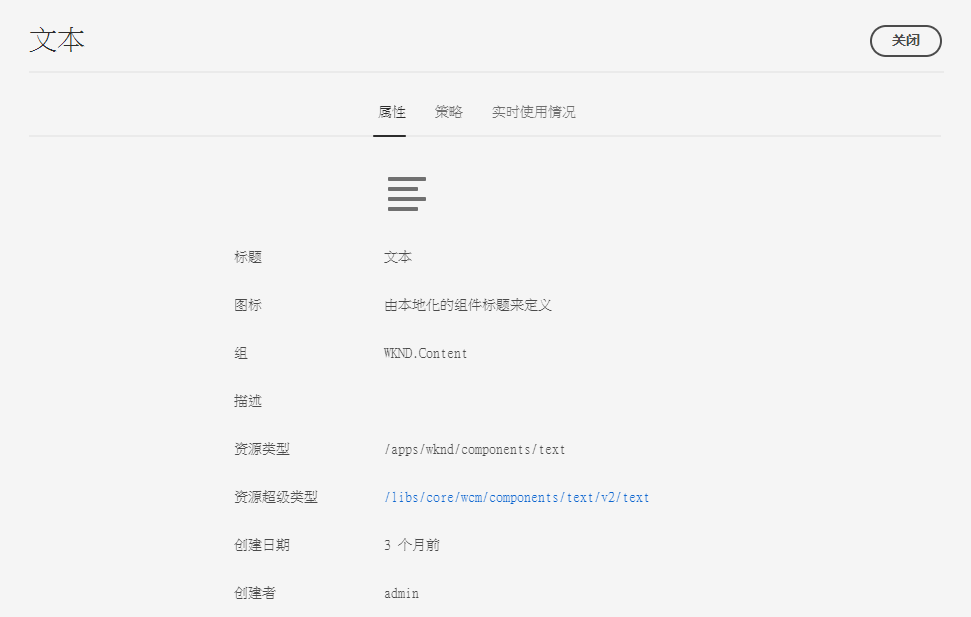 文本
关闭
属性 策略 实时使用情况
标题 文本
图标 由本地化的组件标题来定义
组 WKND.Content
描述
资源类型 /apps/wknd/components/text
资源超级类型 /libs/core/wcm/components/text/v2/text
创建日期 3 个月前
创建者 admin